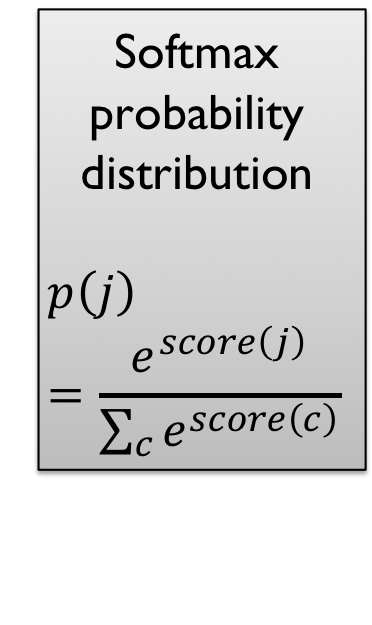 Softmax
probability
distribution
p(j)
= e^{score(j)} / ∑_c e^{score(c)}